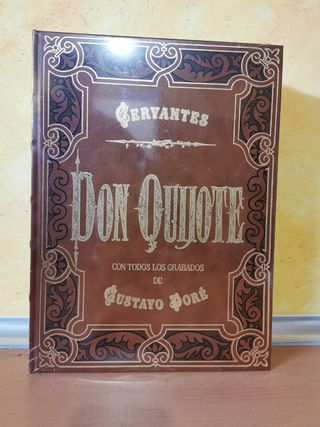 CERVANTES
DON QUIJOTE
CON TODOS LOS GRABADOS
DE
GUSTAVO DORÉ